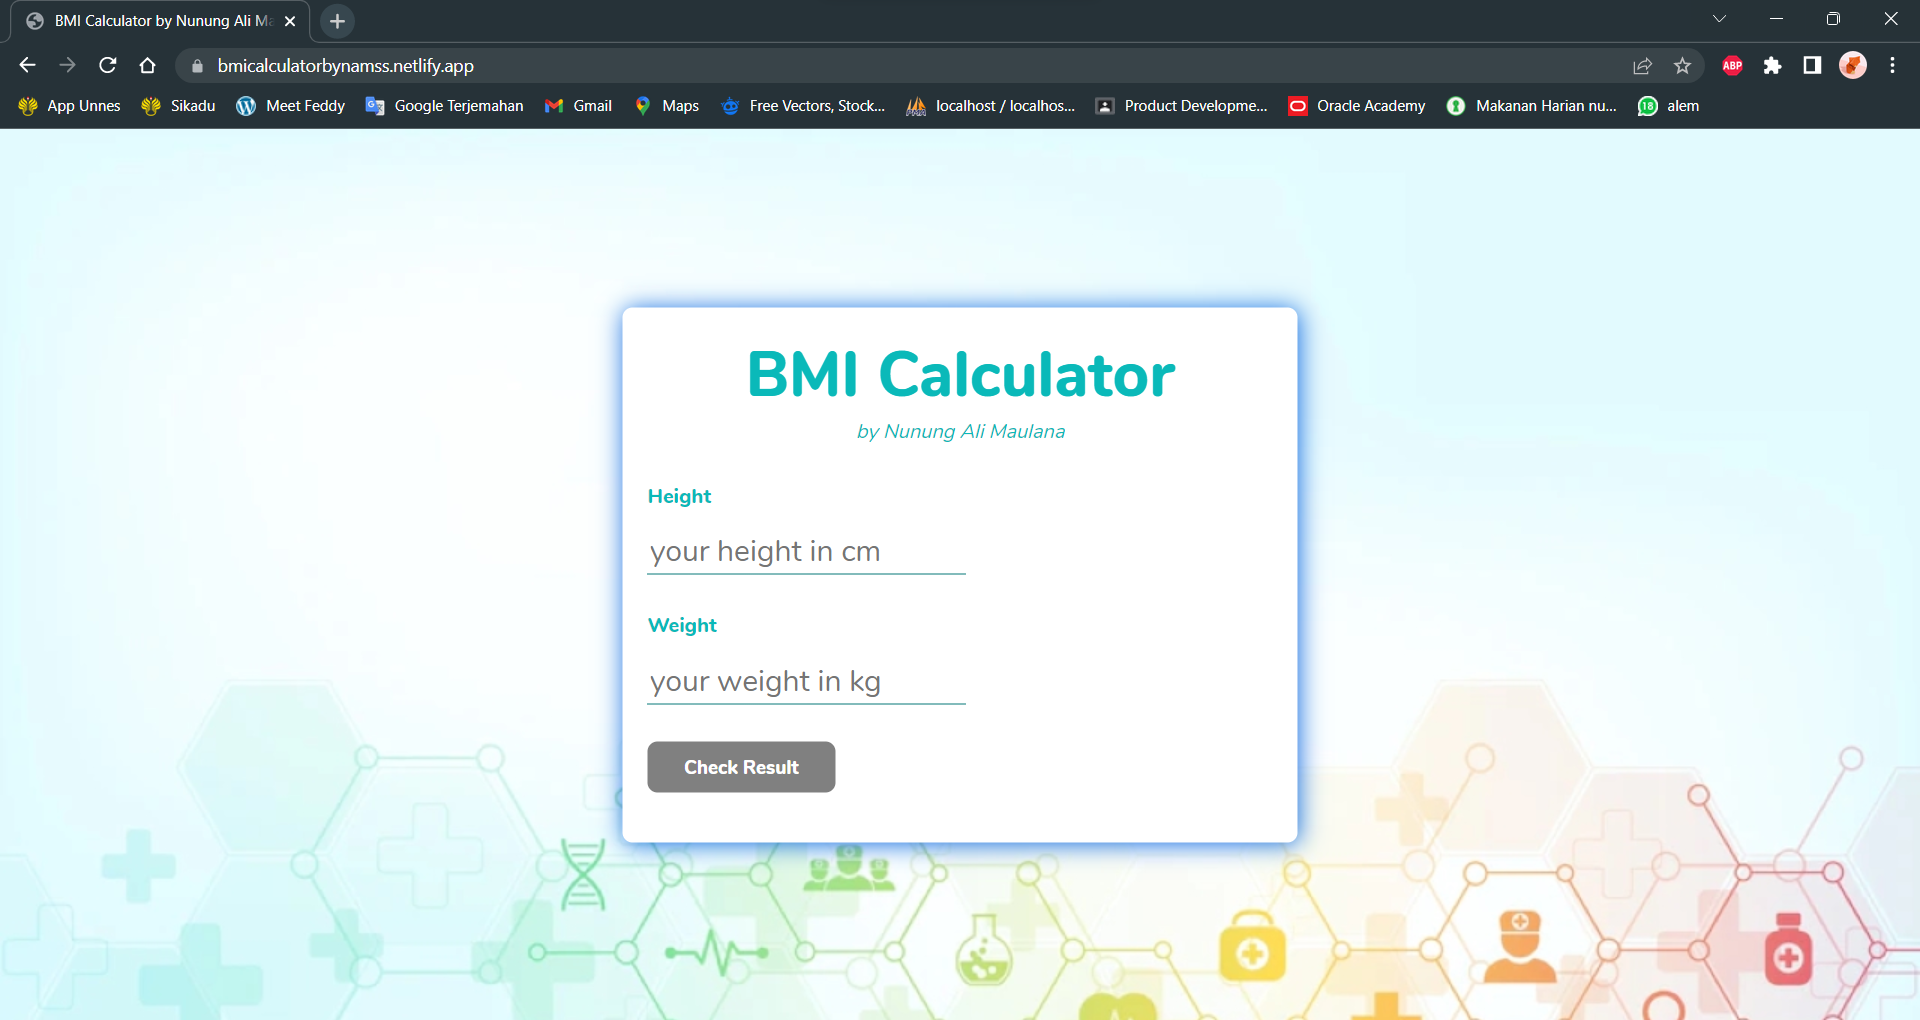 BMI Calculator by Nunung Ali Ma
bmicalculatorbynamss.netlify.app
ABP
App Unnes Sikadu Meet Feddy Google Terjemahan Gmail Maps Free Vectors, Stock... localhost / localhos... Product Developme... Oracle Academy Makanan Harian nu... 18 alem
BMI Calculator
by Nunung Ali Maulana
Height
your height in cm
Weight
your weight in kg
Check Result